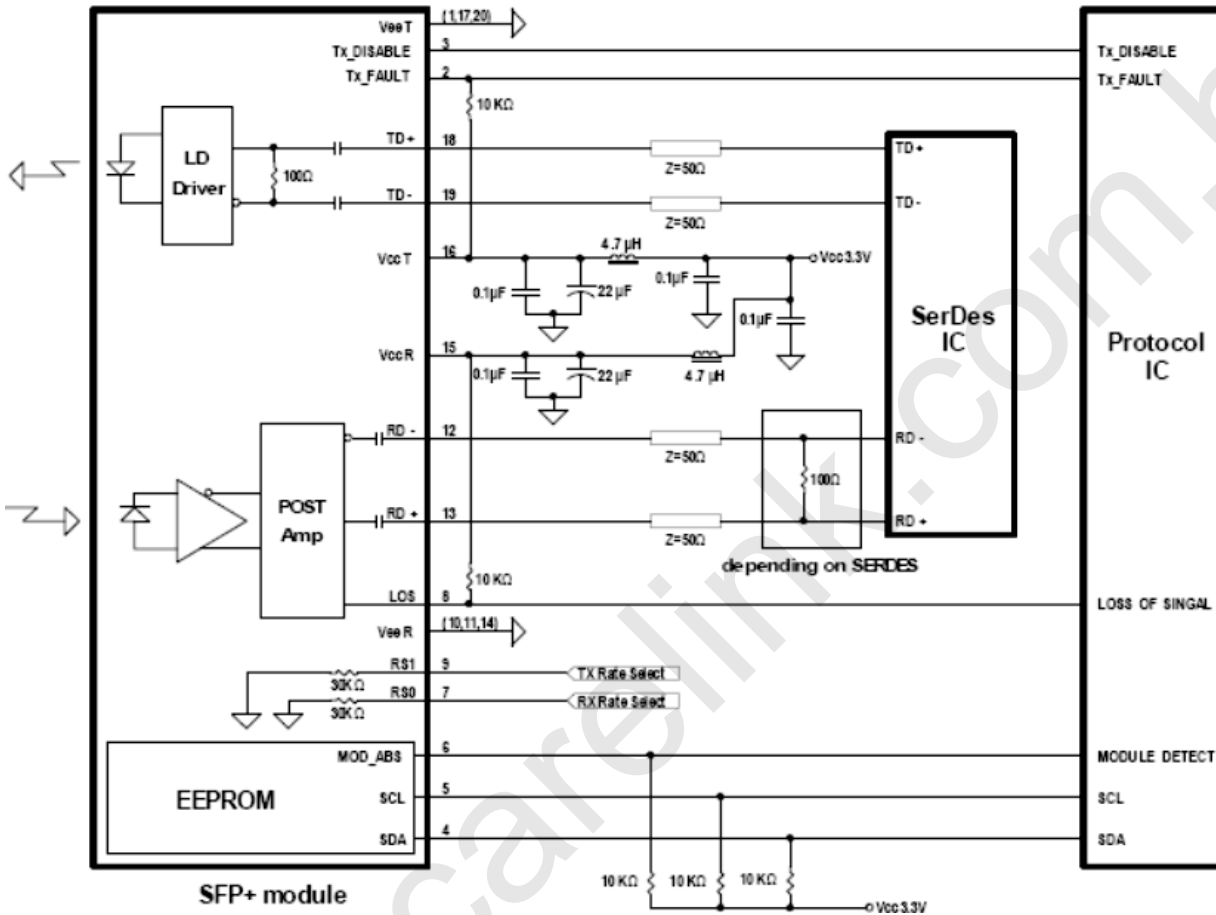 VeeT (1,17,20)
Tx_DISABLE 3 Tx_DISABLE
Tx_FAULT 2 Tx_FAULT
10 KΩ
TD+ 18 TD+
LD
Driver
100Ω
Z=50Ω
TD- 19 TD-
Z=50Ω
4.7 µH
VccT 16 Vcc3.3V
0.1µF 22 µF 0.1µF
0.1µF
SerDes
IC
Protocol
IC
VccR 15
0.1µF 22 µF 4.7 µH
RD - 12 RD -
Z=50Ω
100Ω
POST
Amp
RD + 13 RD +
Z=50Ω
depending on SERDES
10 KΩ
LOS 8 LOSS OF SINGAL
VeeR (10,11,14)
RS1 9 TX Rate Select
30KΩ
RS0 7 RX Rate Select
30KΩ
MOD_ABS 6 MODULE DETECT
EEPROM
SCL 5 SCL
SDA 4 SDA
10 KΩ 10 KΩ 10 KΩ
SFP+ module
Vcc3.3V
carelink.com.